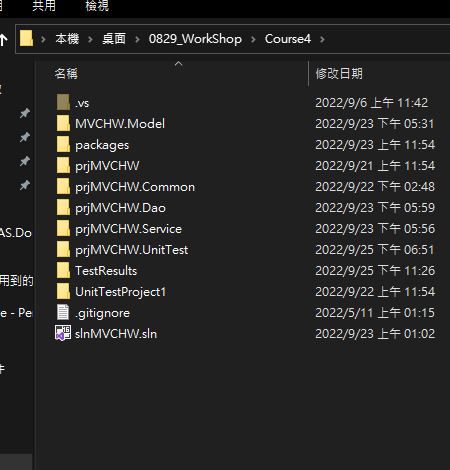 共用 檢視
本機 桌面 0829_WorkShop Course4
名稱 修改日期
.vs 2022/9/6 上午 11:42
MVCHW.Model 2022/9/23 下午 05:31
packages 2022/9/23 上午 11:54
prjMVCHW 2022/9/21 上午 11:54
prjMVCHW.Common 2022/9/22 下午 02:48
prjMVCHW.Dao 2022/9/23 下午 05:59
AS.Do
prjMVCHW.Service 2022/9/23 下午 05:56
prjMVCHW.UnitTest 2022/9/25 下午 06:51
用到的
TestResults 2022/9/25 下午 11:26
UnitTestProject1 2022/9/22 上午 11:54
e - Pe
.gitignore 2022/5/11 上午 01:15
slnMVCHW.sln 2022/9/23 上午 01:02
件